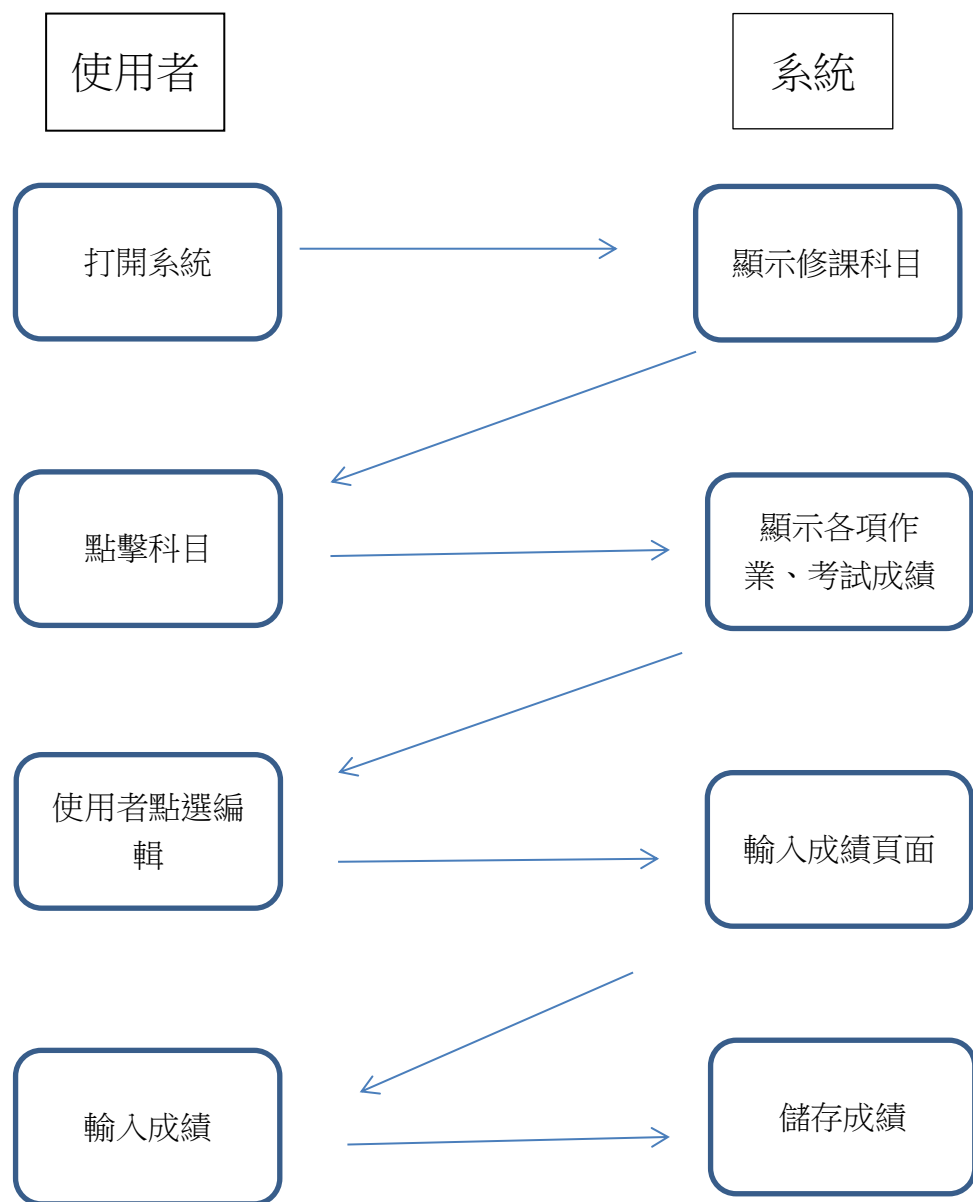 使用者
系統
打開系統
顯示修課科目
點擊科目
顯示各項作
業、考試成績
使用者點選編
輯
輸入成績頁面
輸入成績
儲存成績